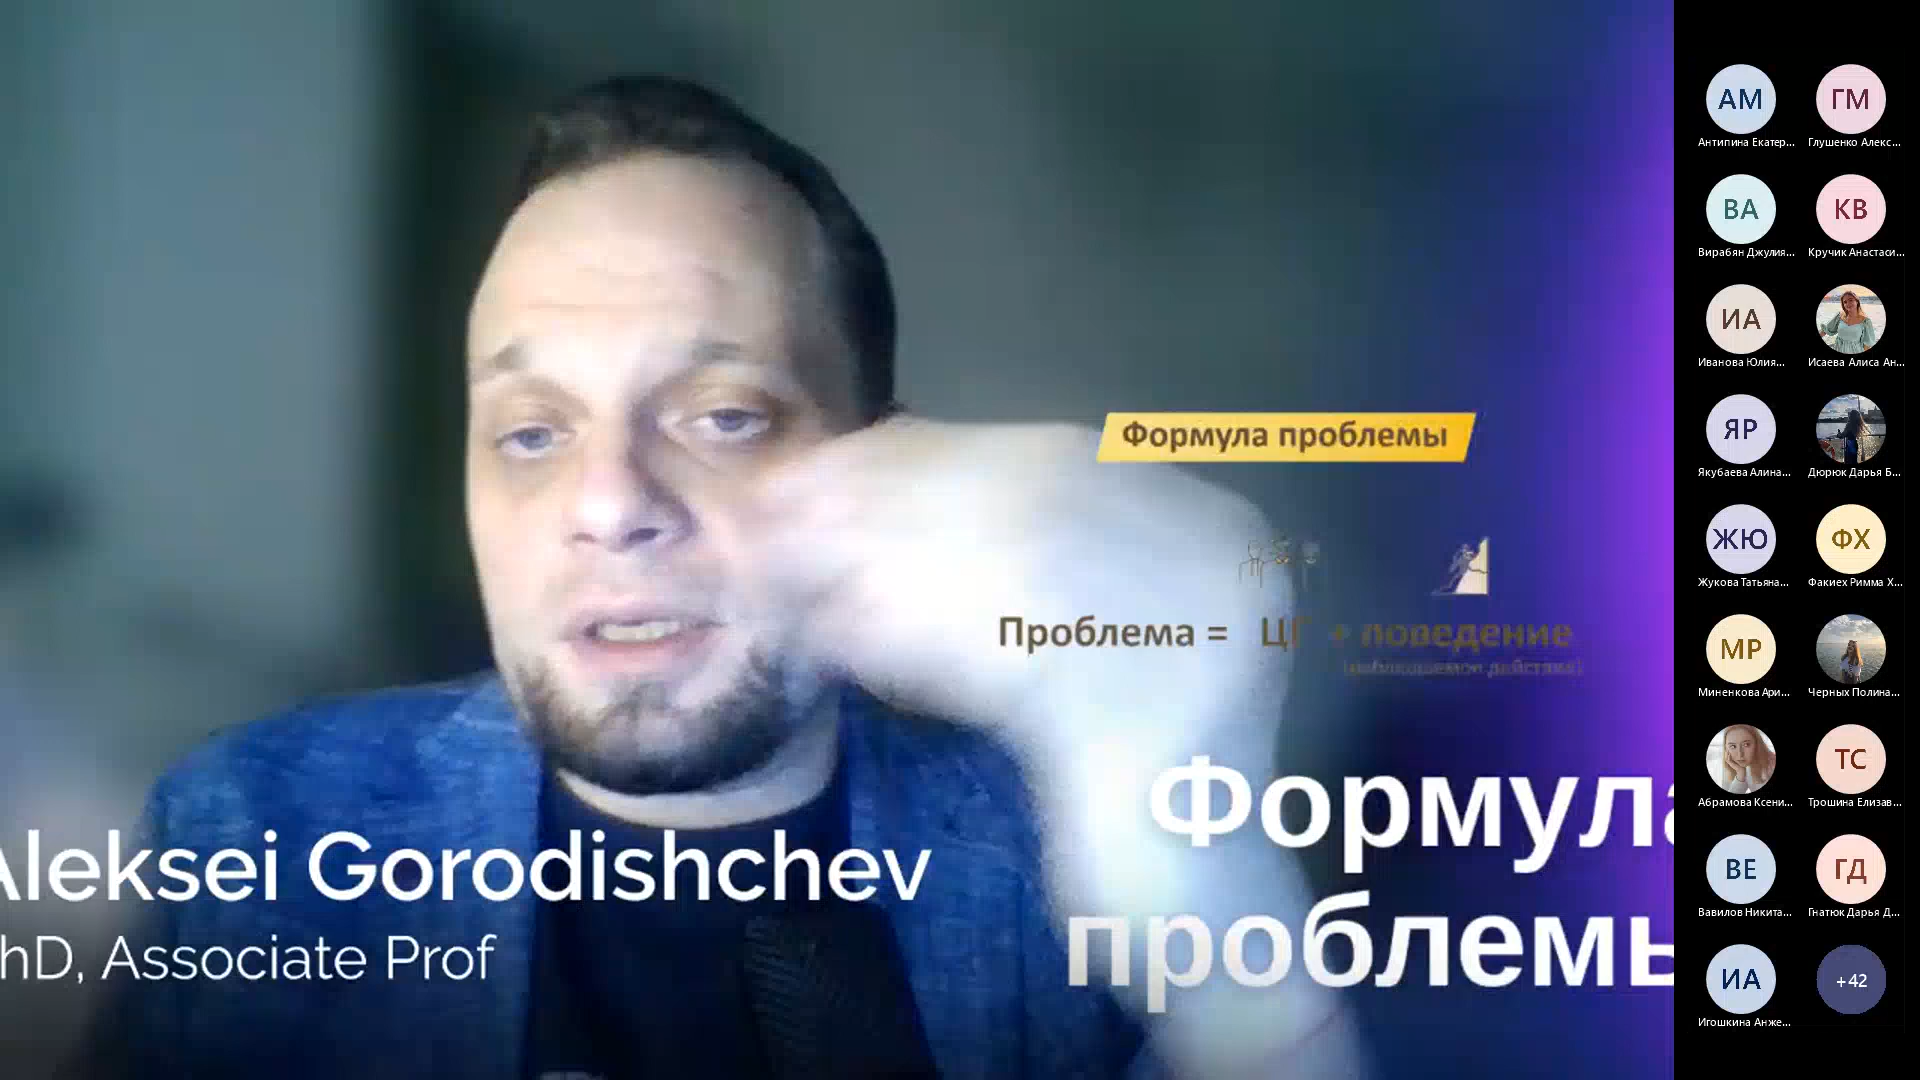 Формула проблемы
Проблема = ЦГ + поведение
(наблюдаемое действие)
Формула
проблемы
Aleksei Gorodishchev
hD, Associate Prof
АМ
Антипина Екатер...
ГМ
Глушенко Алекс...
ВА
Вирабян Джулия...
КВ
Кручик Анастаси...
ИА
Иванова Юлия...
Исаева Алиса Ан...
ЯР
Якубаева Алина...
Дюрюк Дарья Б...
ЖЮ
Жукова Татьяна...
ФХ
Факиех Римма Х...
МР
Миненкова Ари...
Черных Полина...
Абрамова Ксени...
ТС
Трошина Елизав...
ВЕ
Вавилов Никита...
ГД
Гнатюк Дарья Д...
ИА
Игошкина Анже...
+42